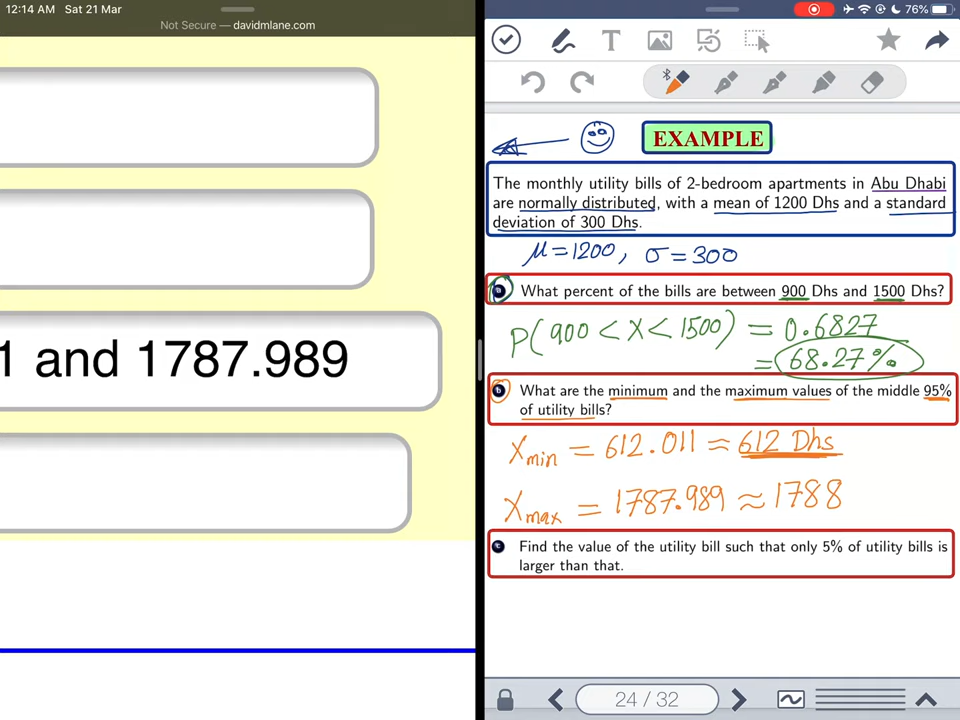 12:14 AM Sat 21 Mar
Not Secure — davidmlane.com
1 and 1787.989
76%
T
EXAMPLE
The monthly utility bills of 2-bedroom apartments in Abu Dhabi
are normally distributed, with a mean of 1200 Dhs and a standard
deviation of 300 Dhs.
μ = 1200, σ = 300
a What percent of the bills are between 900 Dhs and 1500 Dhs?
P(900 < X < 1500) = 0.6827
= 68.27%
b What are the minimum and the maximum values of the middle 95%
of utility bills?
Xmin = 612.011 ≈ 612 Dhs
Xmax = 1787.989 ≈ 1788
c Find the value of the utility bill such that only 5% of utility bills is
larger than that.
24 / 32